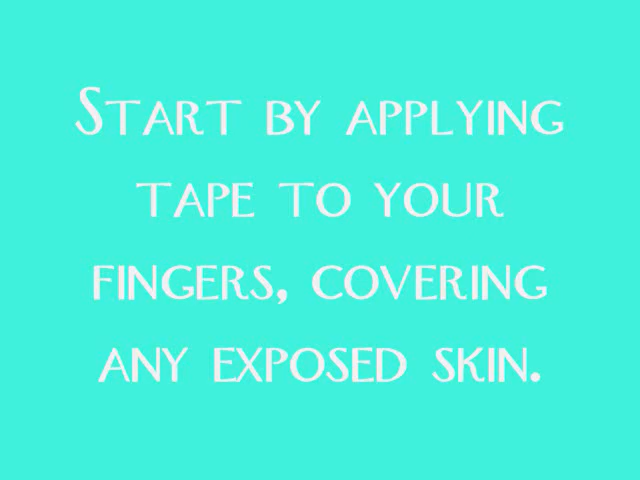 Start by applying
tape to your
fingers, covering
any exposed skin.